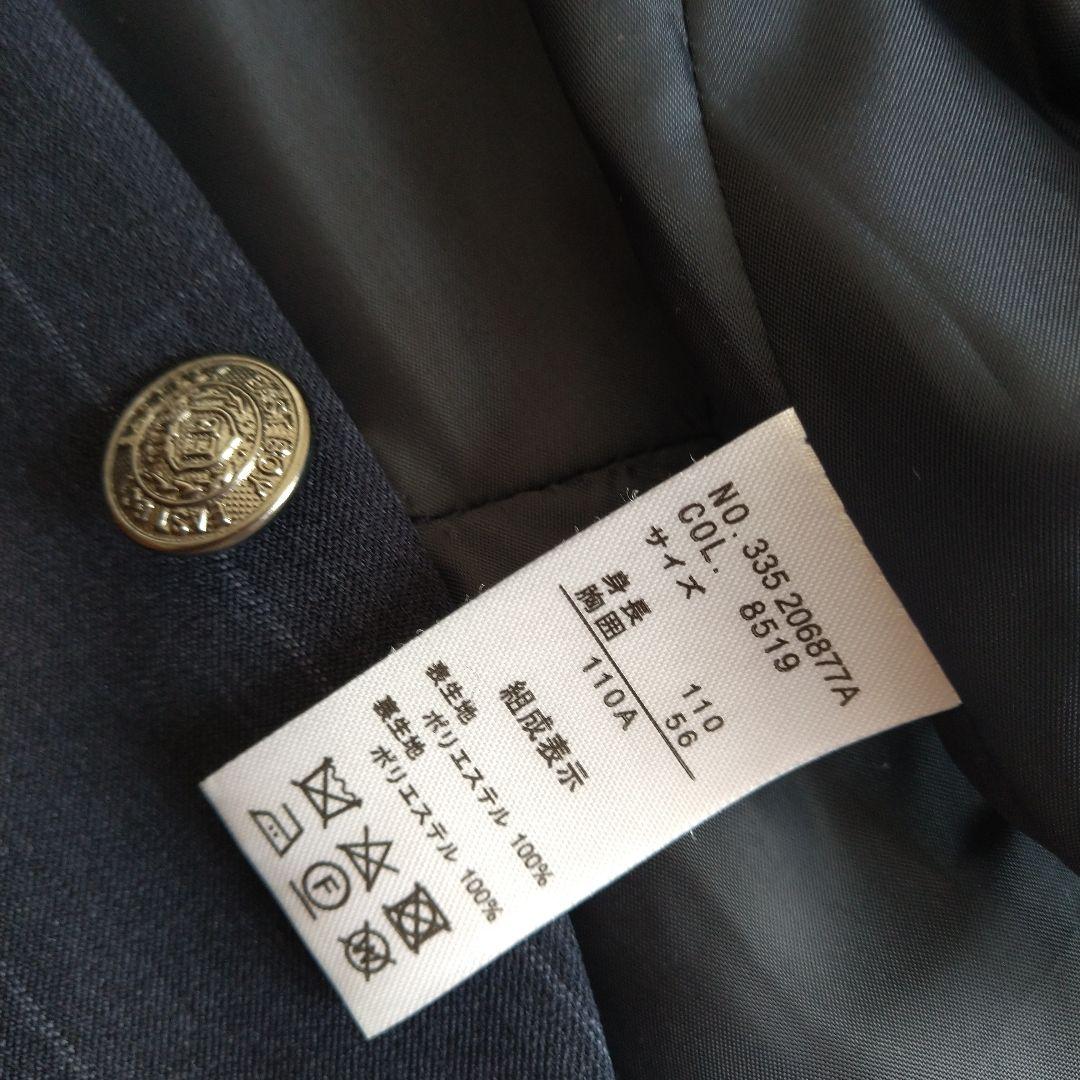 NO. 335 206877A
COL. 8519
サイズ
身長 110
胸囲 56
110A
組成表示
表生地 ポリエステル 100%
裏生地 ポリエステル 100%
F
W
EAST BOY